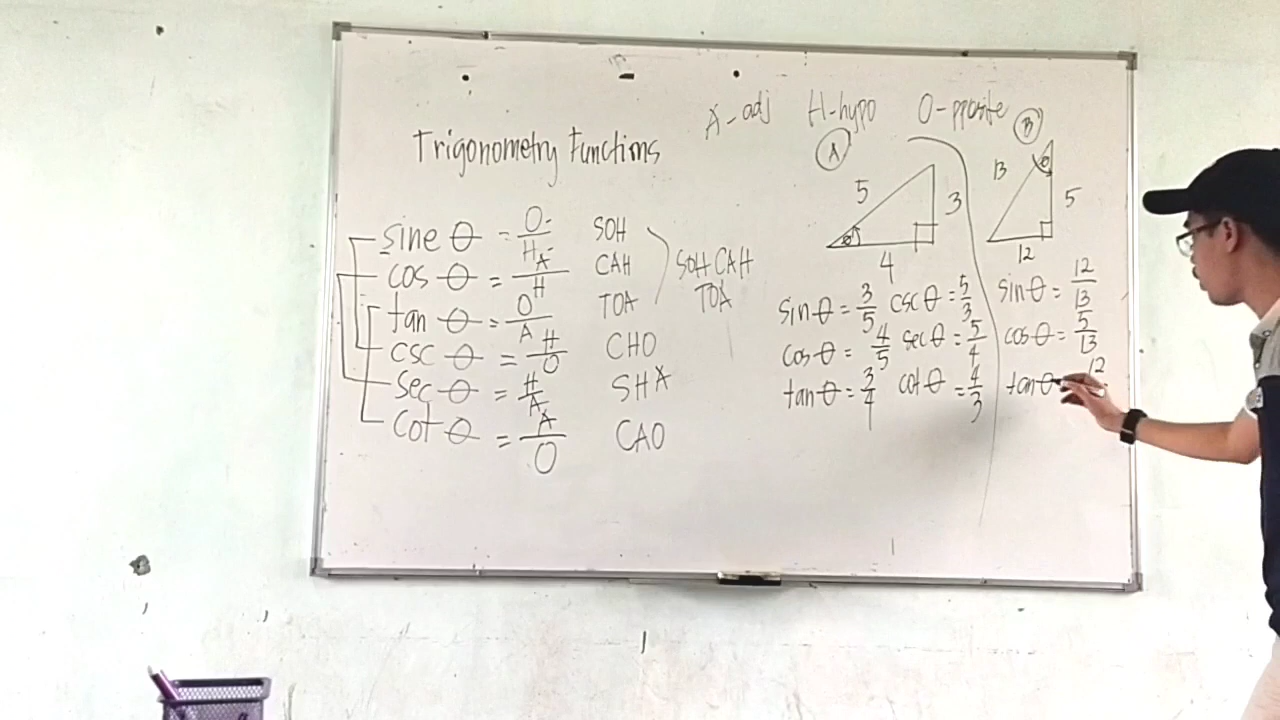 A-adj H-hypo O-pposite
Trigonometry Functions
sine θ = O/H
cos θ = A/H
tan θ = O/A
csc θ = H/O
sec θ = H/A
cot θ = A/O
SOH
CAH
TOA
CHO
SHA
CAO
SOH CAH
TOA
A
5
3
4
θ
sin θ = 3/5 csc θ = 5/3
cos θ = 4/5 sec θ = 5/4
tan θ = 3/4 cot θ = 4/3
B
13
θ
5
12
sin θ = 12/13
cos θ = 5/13
tan θ 12